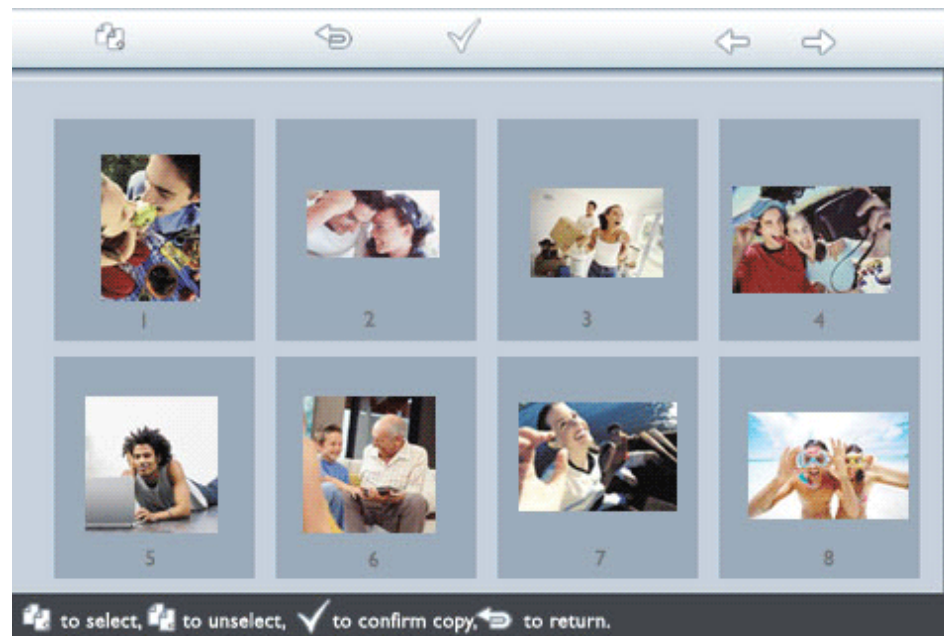 1 2 3 4
5 6 7 8
to select, to unselect, to confirm copy, to return.